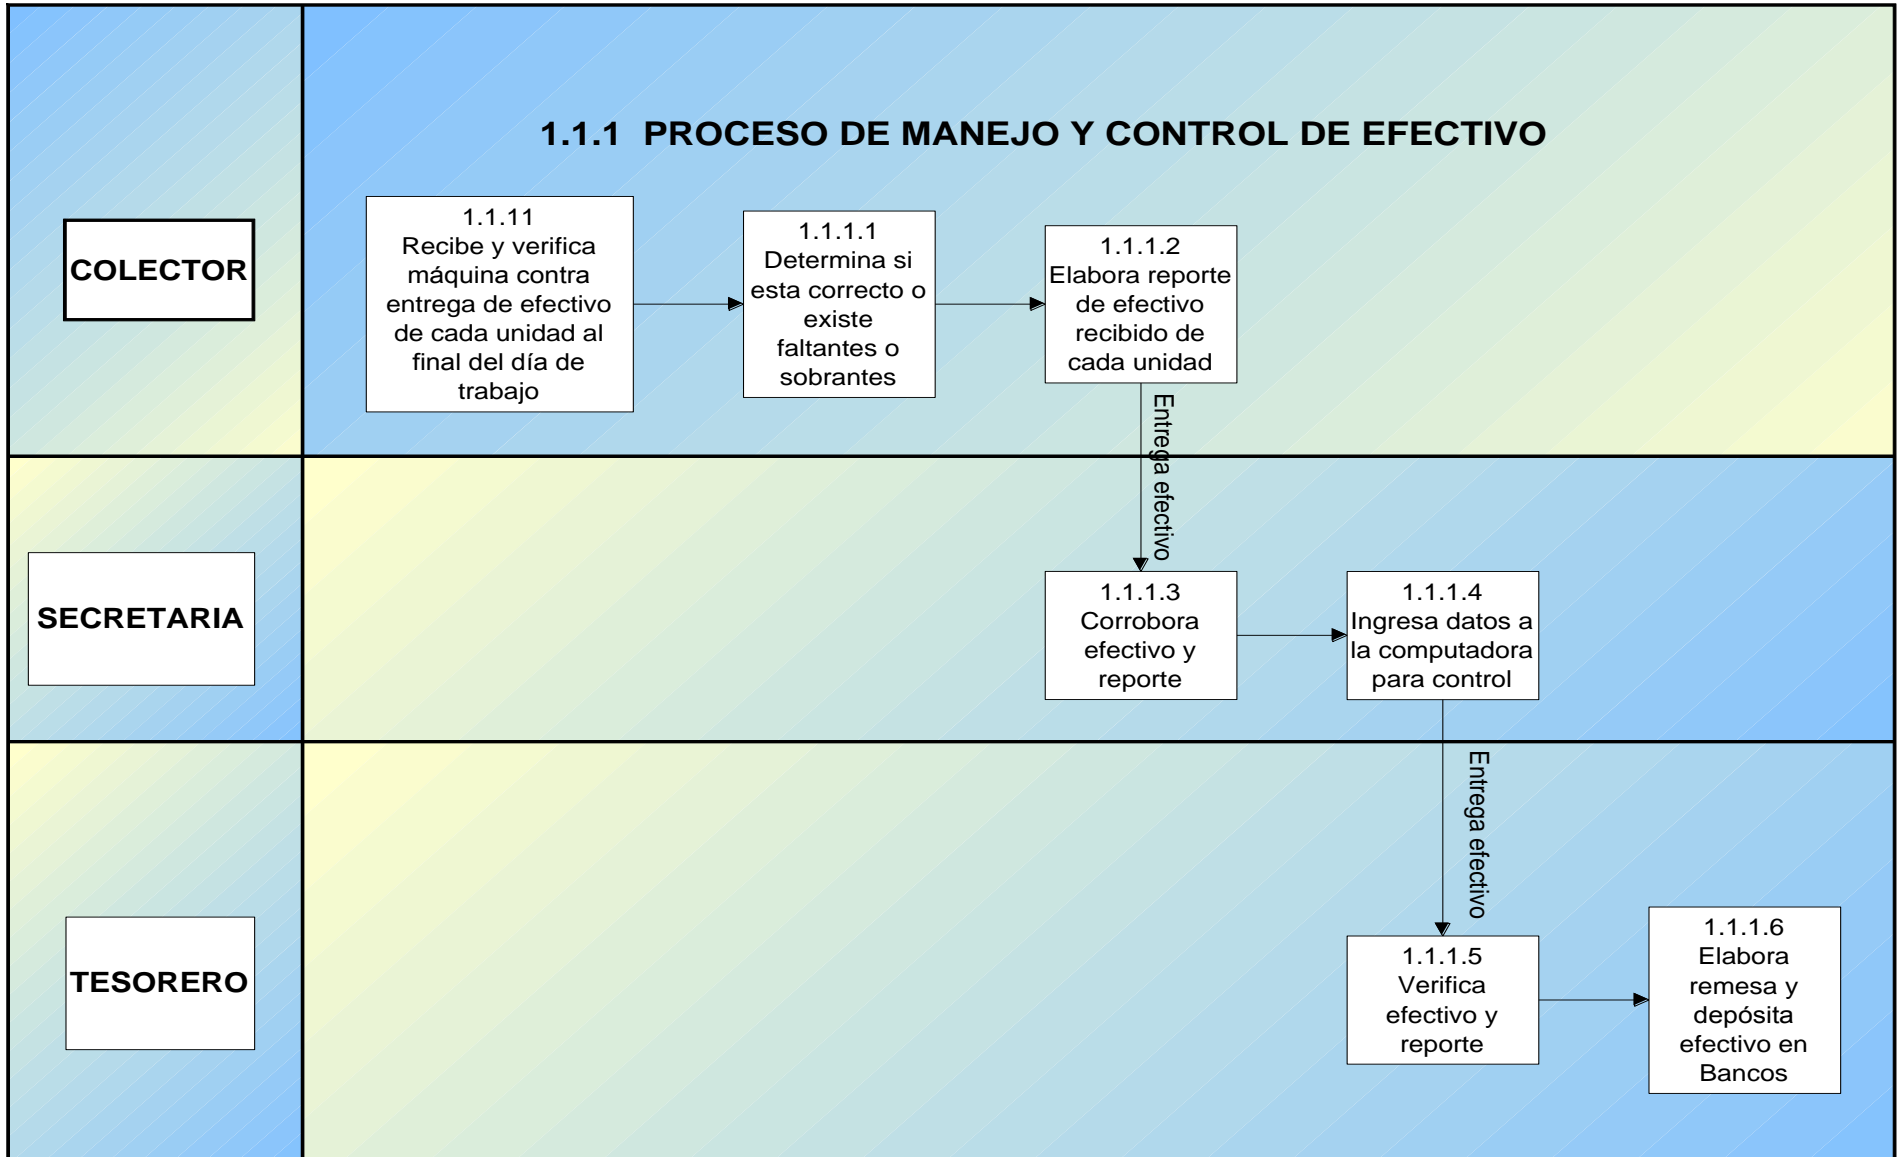 1.1.1  PROCESO DE MANEJO Y CONTROL DE EFECTIVO
COLECTOR
1.1.11
Recibe y verifica
máquina contra
entrega de efectivo
de cada unidad al
final del día de
trabajo
1.1.1.1
Determina si
esta correcto o
existe
faltantes o
sobrantes
1.1.1.2
Elabora reporte
de efectivo
recibido de
cada unidad
Entrega efectivo
SECRETARIA
1.1.1.3
Corrobora
efectivo y
reporte
1.1.1.4
Ingresa datos a
la computadora
para control
Entrega efectivo
TESORERO
1.1.1.5
Verifica
efectivo y
reporte
1.1.1.6
Elabora
remesa y
depósita
efectivo en
Bancos